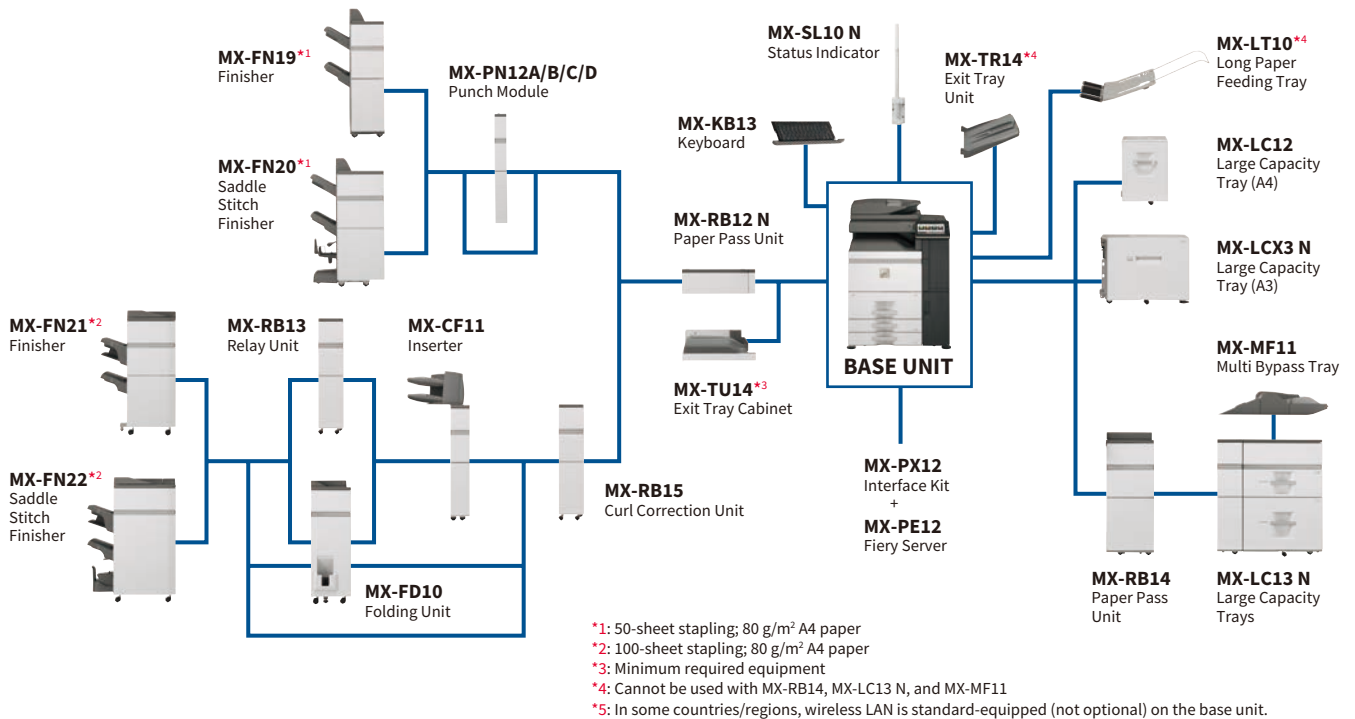 MX-FN19*1
Finisher
MX-PN12A/B/C/D
Punch Module
MX-FN20*1
Saddle
Stitch
Finisher
MX-SL10 N
Status Indicator
MX-TR14*4
Exit Tray
Unit
MX-LT10*4
Long Paper
Feeding Tray
MX-KB13
Keyboard
MX-LC12
Large Capacity
Tray (A4)
MX-RB12 N
Paper Pass Unit
MX-LCX3 N
Large Capacity
Tray (A3)
MX-FN21*2
Finisher
MX-RB13
Relay Unit
MX-CF11
Inserter
BASE UNIT
MX-MF11
Multi Bypass Tray
MX-TU14*3
Exit Tray Cabinet
MX-FN22*2
Saddle
Stitch
Finisher
MX-RB15
Curl Correction Unit
MX-PX12
Interface Kit
+
MX-PE12
Fiery Server
MX-FD10
Folding Unit
MX-RB14
Paper Pass
Unit
MX-LC13 N
Large Capacity
Trays
*1: 50-sheet stapling; 80 g/m² A4 paper
*2: 100-sheet stapling; 80 g/m² A4 paper
*3: Minimum required equipment
*4: Cannot be used with MX-RB14, MX-LC13 N, and MX-MF11
*5: In some countries/regions, wireless LAN is standard-equipped (not optional) on the base unit.